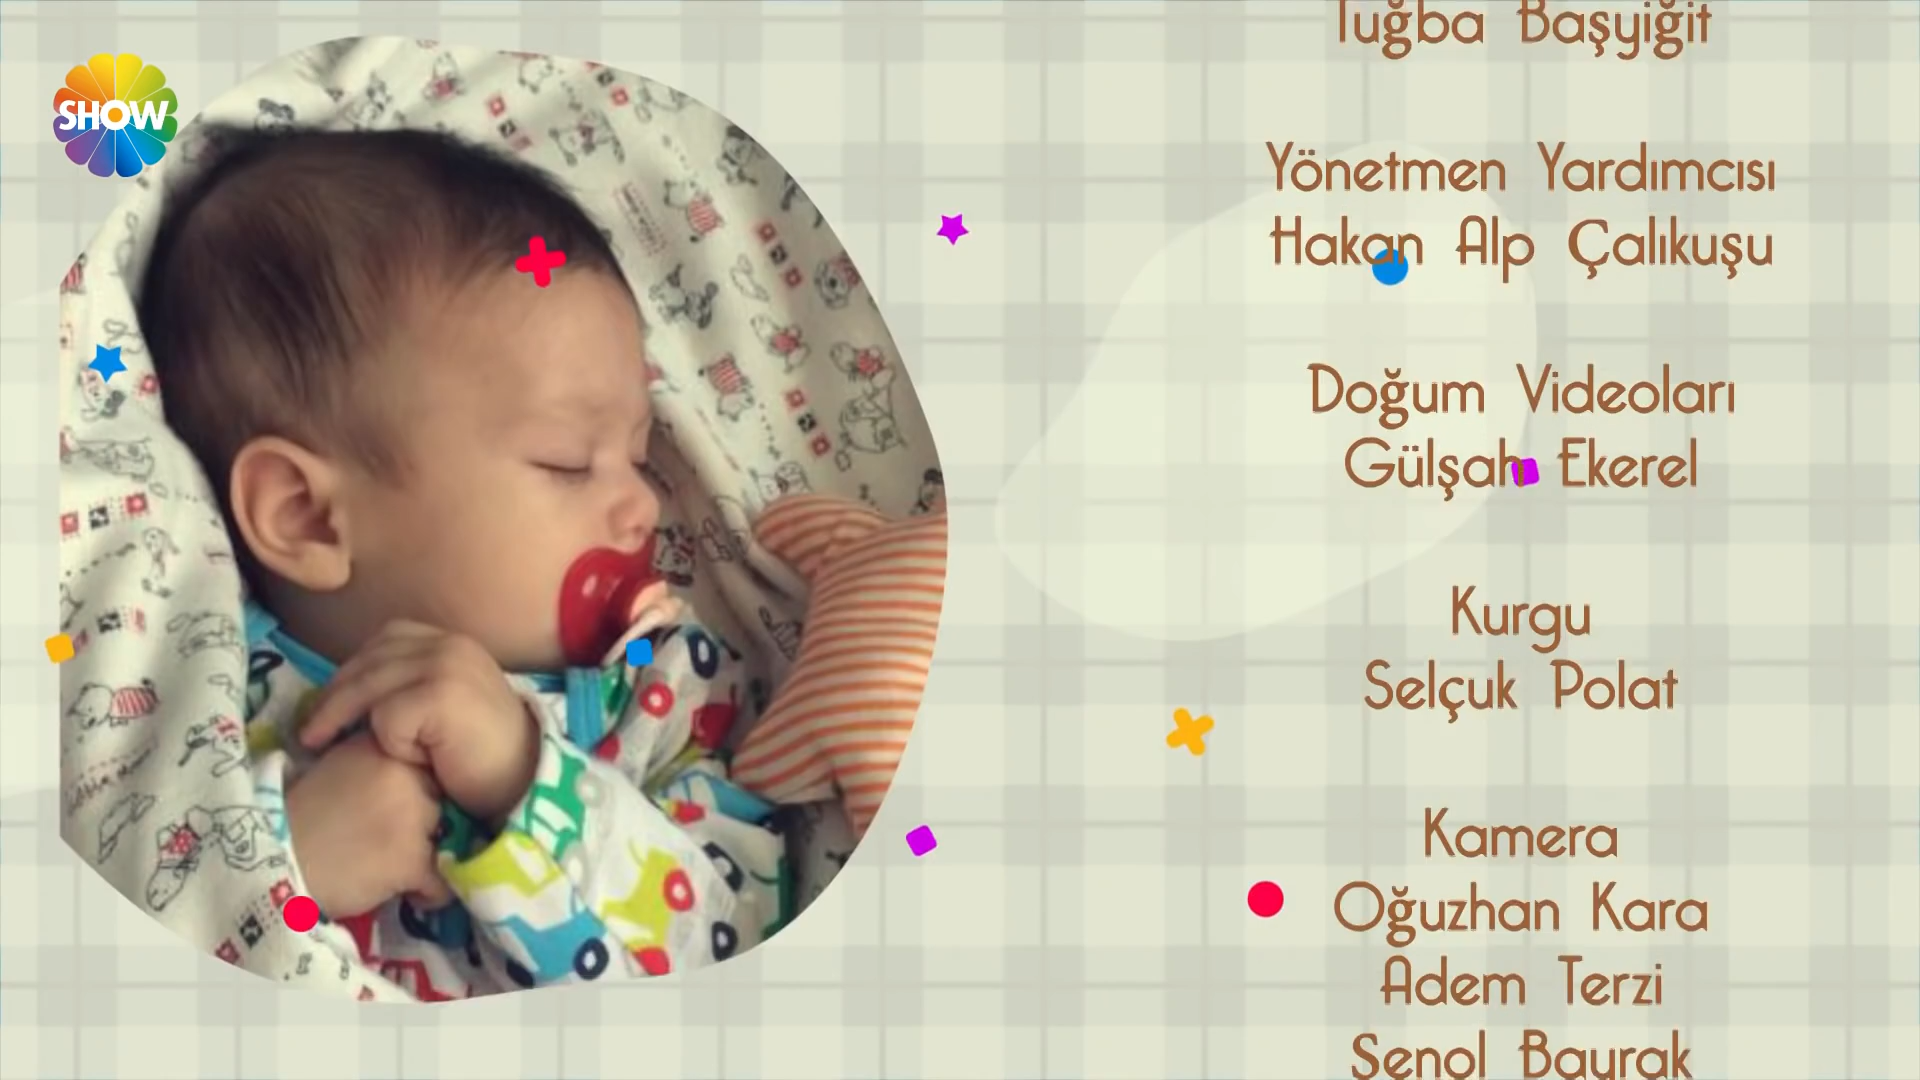 SHOW
Tuğba Başyiğit
Yönetmen Yardımcısı
Hakan Alp Çalıkuşu
Doğum Videoları
Gülşah Ekerel
Kurgu
Selçuk Polat
Kamera
Oğuzhan Kara
Adem Terzi
Şenol Bayrak